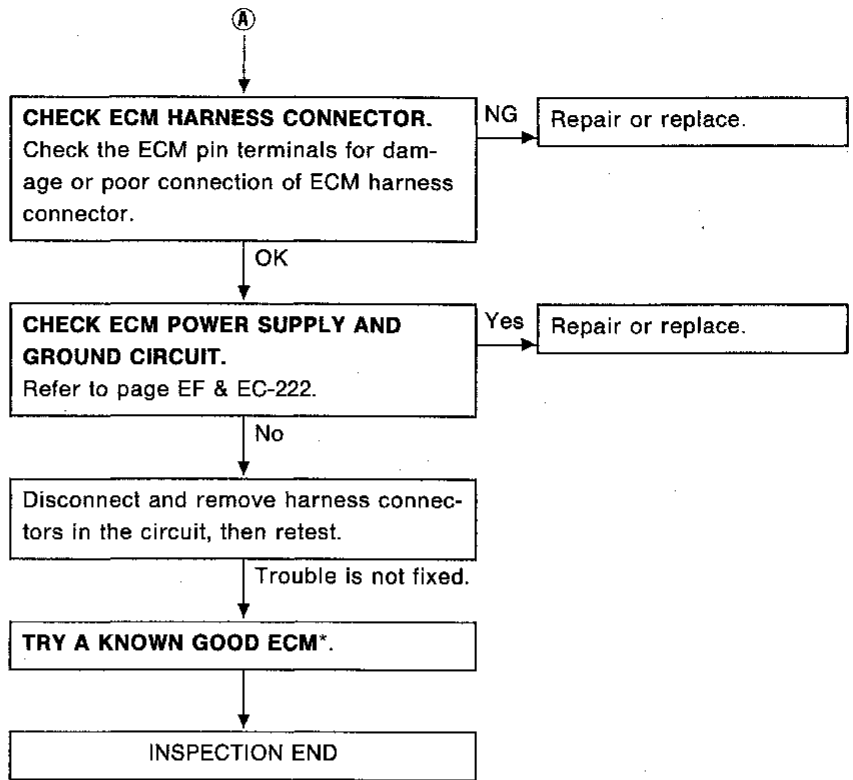 Ⓐ
CHECK ECM HARNESS CONNECTOR.
Check the ECM pin terminals for dam-
age or poor connection of ECM harness
connector.
NG
Repair or replace.
OK
CHECK ECM POWER SUPPLY AND
GROUND CIRCUIT.
Refer to page EF & EC-222.
Yes
Repair or replace.
No
Disconnect and remove harness connec-
tors in the circuit, then retest.
Trouble is not fixed.
TRY A KNOWN GOOD ECM*.
INSPECTION END